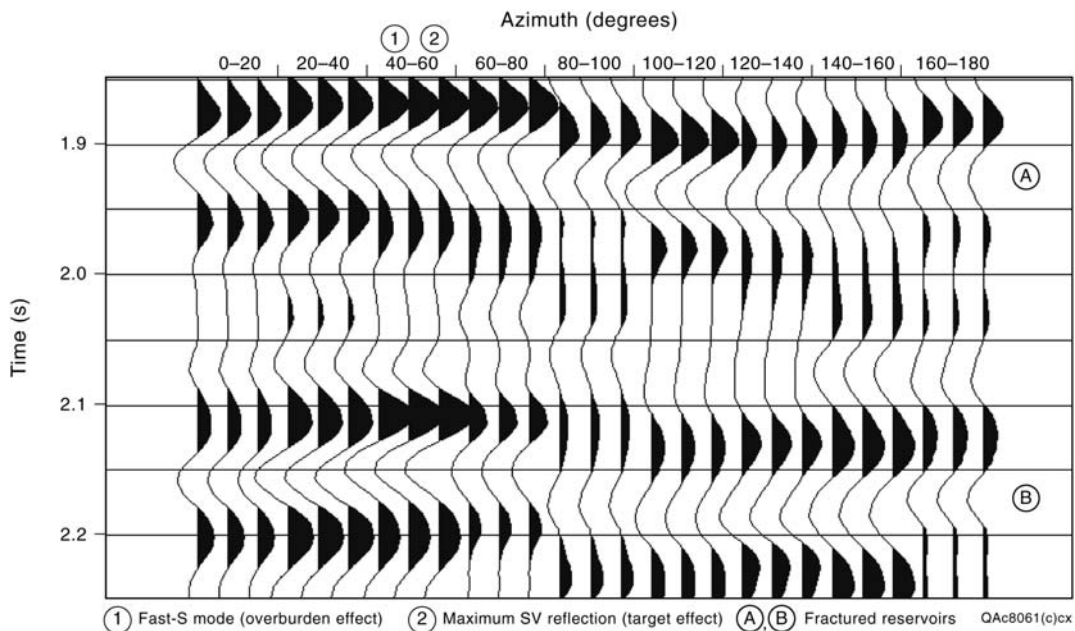 Azimuth (degrees)
1 2
0–20 20–40 40–60 60–80 80–100 100–120 120–140 140–160 160–180
1.9
A
2.0
Time (s)
2.1
B
2.2
1 Fast-S mode (overburden effect) 2 Maximum SV reflection (target effect) A, B Fractured reservoirs QAc8061(c)cx